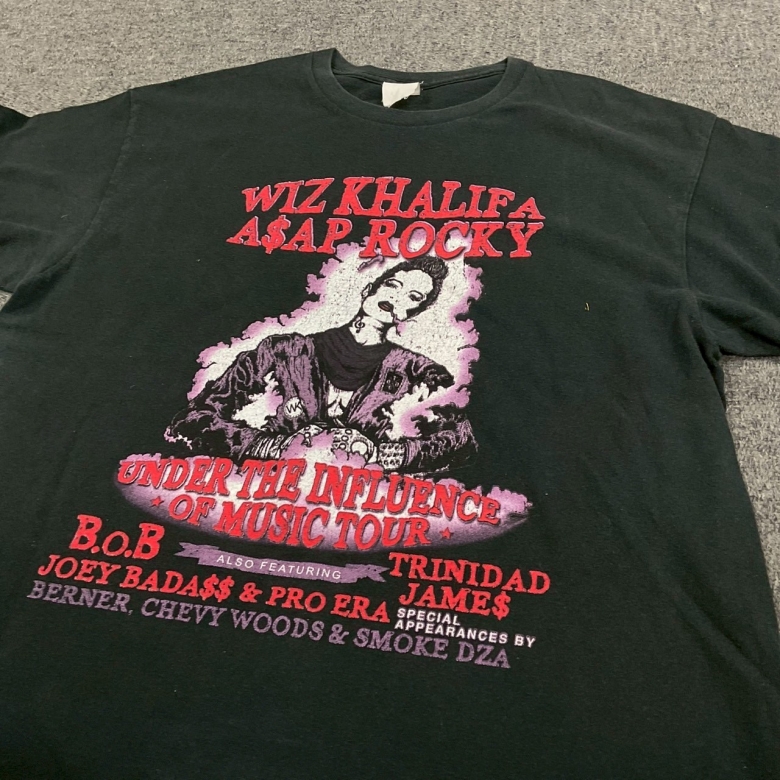 WIZ KHALIFA
A$AP ROCKY
WK
UNDER THE INFLUENCE
OF MUSIC TOUR
B.o.B
ALSO FEATURING
TRINIDAD
JAME$
JOEY BADA$$ & PRO ERA
SPECIAL
APPEARANCES BY
BERNER, CHEVY WOODS & SMOKE DZA